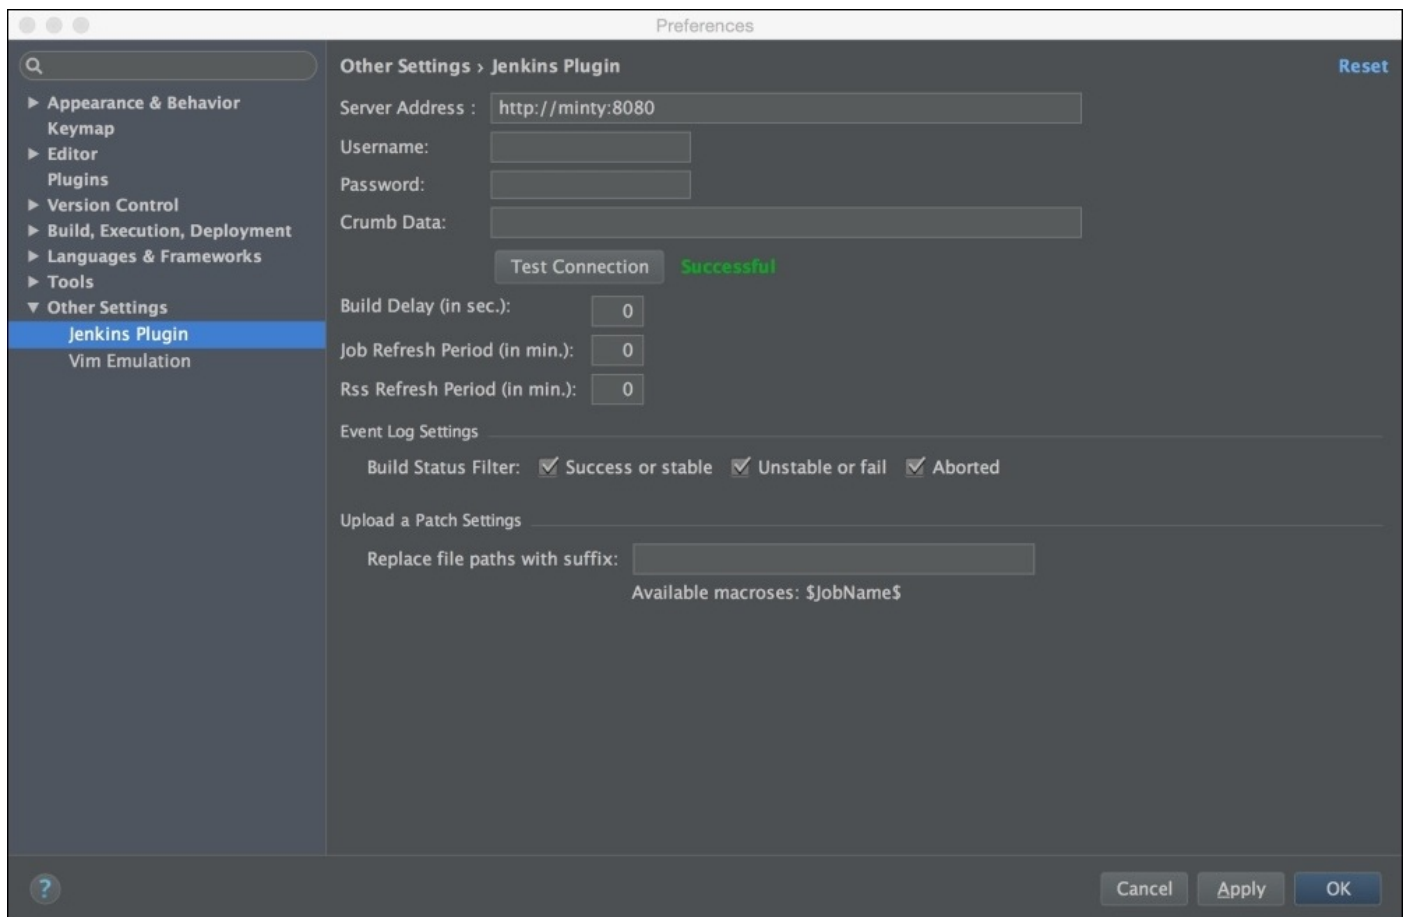 Preferences
Other Settings › Jenkins Plugin
Reset
Appearance & Behavior
Keymap
Editor
Plugins
Version Control
Build, Execution, Deployment
Languages & Frameworks
Tools
Other Settings
Jenkins Plugin
Vim Emulation
Server Address : http://minty:8080
Username:
Password:
Crumb Data:
Test Connection Successful
Build Delay (in sec.): 0
Job Refresh Period (in min.): 0
Rss Refresh Period (in min.): 0
Event Log Settings
Build Status Filter: Success or stable Unstable or fail Aborted
Upload a Patch Settings
Replace file paths with suffix:
Available macroses: $JobName$
?
Cancel Apply OK